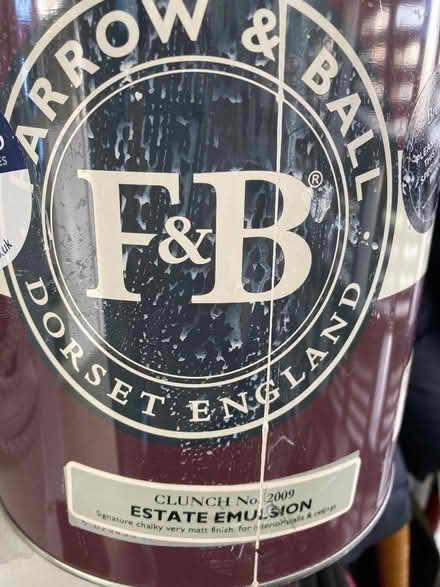 ARROW & BALL
F&B®
DORSET ENGLAND
CLUNCH No. 2009
ESTATE EMULSION
Signature chalky very matt finish, for interior walls & ceilings